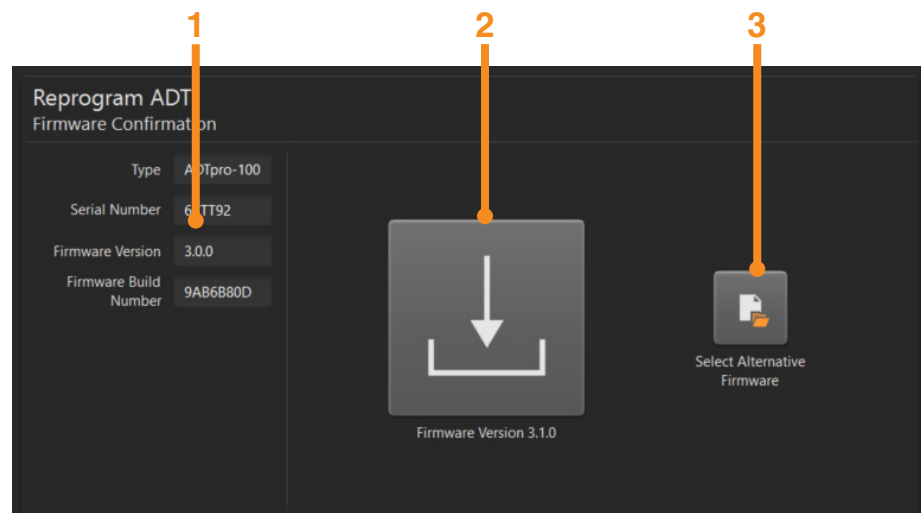 1 2 3
Reprogram ADT
Firmware Confirmation
Type ADTpro-100
Serial Number
Firmware Version 3.0.0
Firmware Build
Number
9AB6B80D
Firmware Version 3.1.0
Select Alternative
Firmware